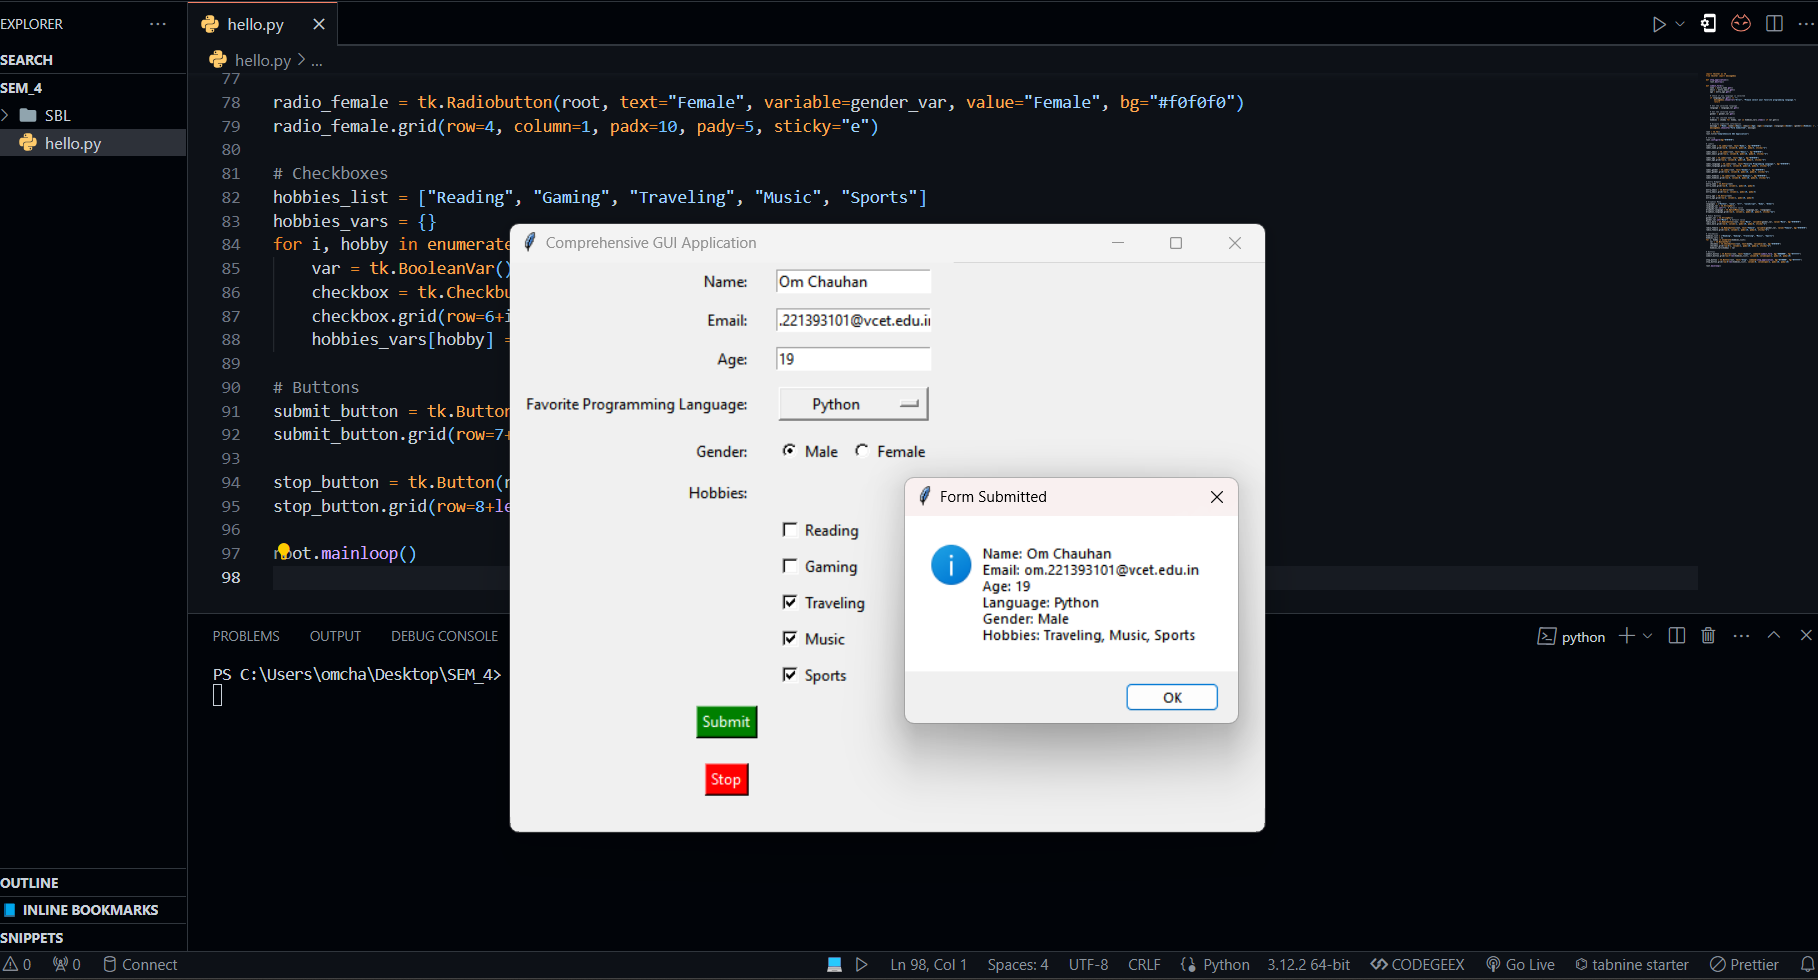 EXPLORER
SEARCH
SEM_4
SBL
hello.py
hello.py
hello.py > ...
77
78 radio_female = tk.Radiobutton(root, text="Female", variable=gender_var, value="Female", bg="#f0f0f0")
79 radio_female.grid(row=4, column=1, padx=10, pady=5, sticky="e")
80
81 # Checkboxes
82 hobbies_list = ["Reading", "Gaming", "Traveling", "Music", "Sports"]
83 hobbies_vars = {}
84 for i, hobby in enumerate
85 var = tk.BooleanVar()
86 checkbox = tk.Checkbu
87 checkbox.grid(row=6+i
88 hobbies_vars[hobby] =
89
90 # Buttons
91 submit_button = tk.Button
92 submit_button.grid(row=7+
93
94 stop_button = tk.Button(r
95 stop_button.grid(row=8+le
96
97 root.mainloop()
98
Comprehensive GUI Application
Name: Om Chauhan
Email: .221393101@vcet.edu.in
Age: 19
Favorite Programming Language: Python
Gender: Male Female
Hobbies:
Reading
Gaming
Traveling
Music
Sports
Submit
Stop
Form Submitted
Name: Om Chauhan
Email: om.221393101@vcet.edu.in
Age: 19
Language: Python
Gender: Male
Hobbies: Traveling, Music, Sports
OK
PROBLEMS OUTPUT DEBUG CONSOLE
python
PS C:\Users\omcha\Desktop\SEM_4>
OUTLINE
INLINE BOOKMARKS
SNIPPETS
0 0 Connect Ln 98, Col 1 Spaces: 4 UTF-8 CRLF Python 3.12.2 64-bit CODEGEEX Go Live tabnine starter Prettier